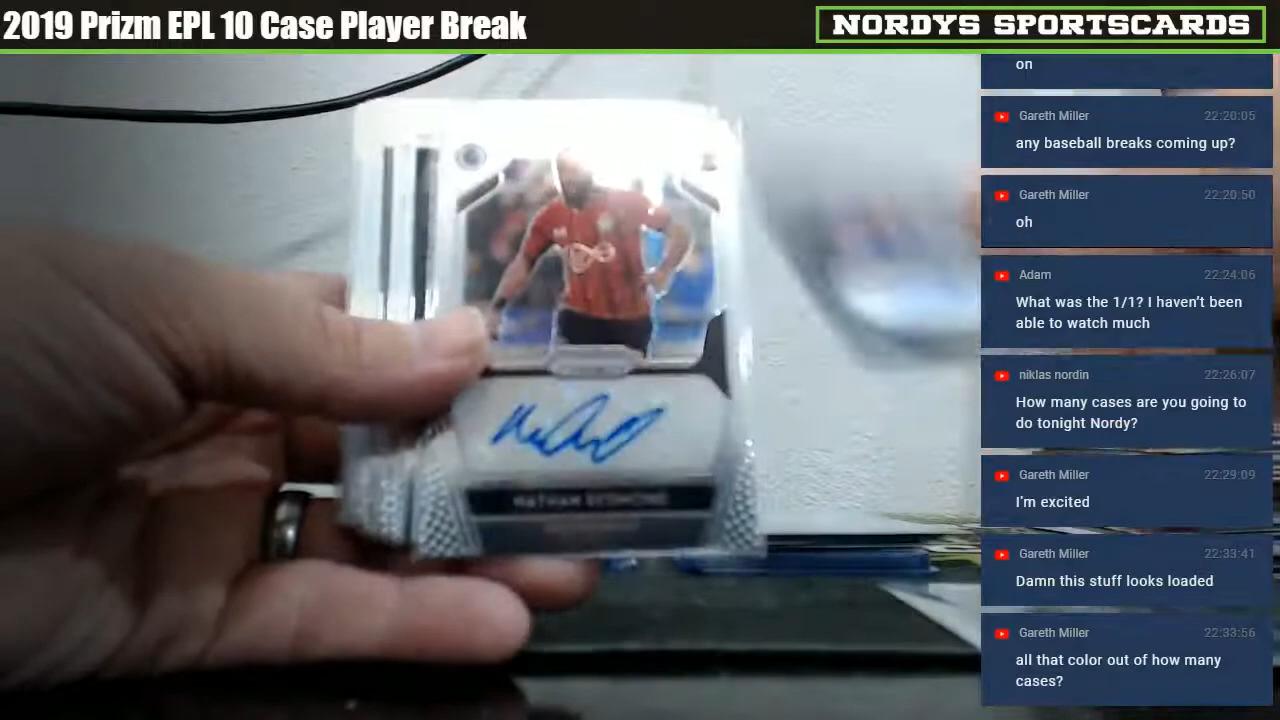 2019 Prizm EPL 10 Case Player Break
NORDYS SPORTSCARDS
on
Gareth Miller 22:20:05
any baseball breaks coming up?
Gareth Miller 22:20:50
oh
Adam 22:24:06
What was the 1/1? I haven't been
able to watch much
niklas nordin 22:26:07
How many cases are you going to
do tonight Nordy?
Gareth Miller 22:29:09
I'm excited
Gareth Miller 22:33:41
Damn this stuff looks loaded
Gareth Miller 22:33:56
all that color out of how many
cases?
NATHAN REDMOND